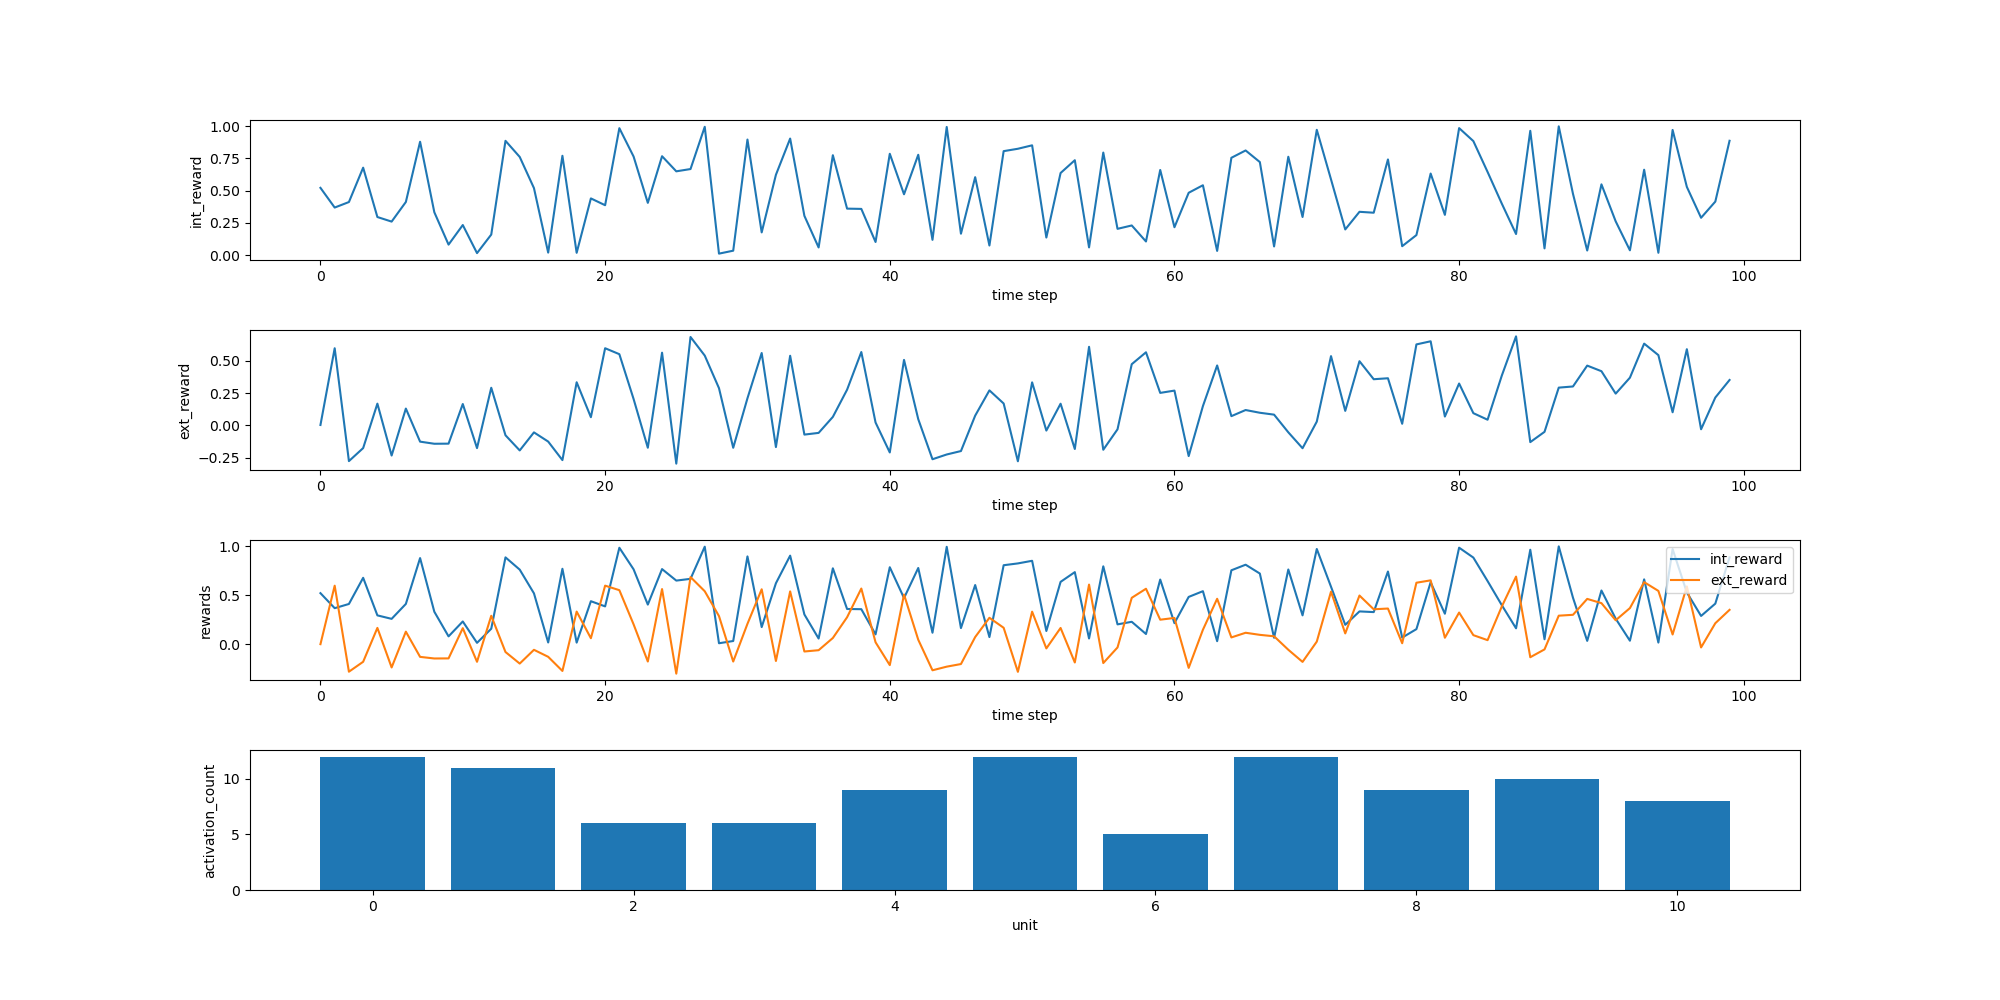 1.00
0.75
0.50
0.25
0.00
int_reward
0 20 40 60 80 100
time step
0.50
0.25
0.00
−0.25
ext_reward
0 20 40 60 80 100
time step
1.0
0.5
0.0
rewards
int_reward
ext_reward
0 20 40 60 80 100
time step
10
5
0
activation_count
0 2 4 6 8 10
unit